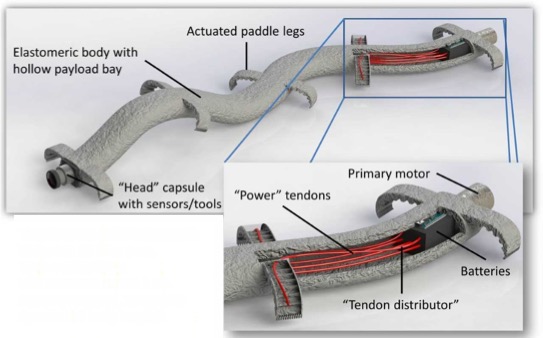 Actuated paddle legs
Elastomeric body with
hollow payload bay
“Head” capsule
with sensors/tools
Primary motor
“Power” tendons
Batteries
“Tendon distributor”